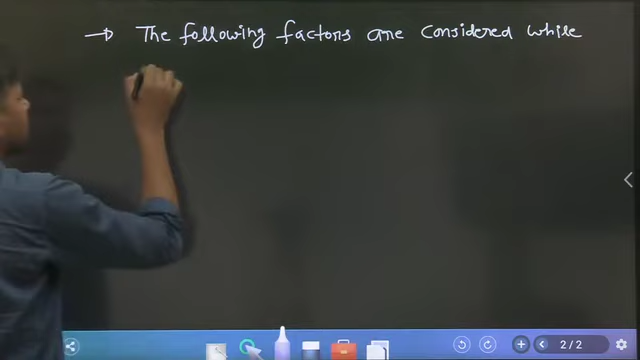 → The following factors are considered while
2/2